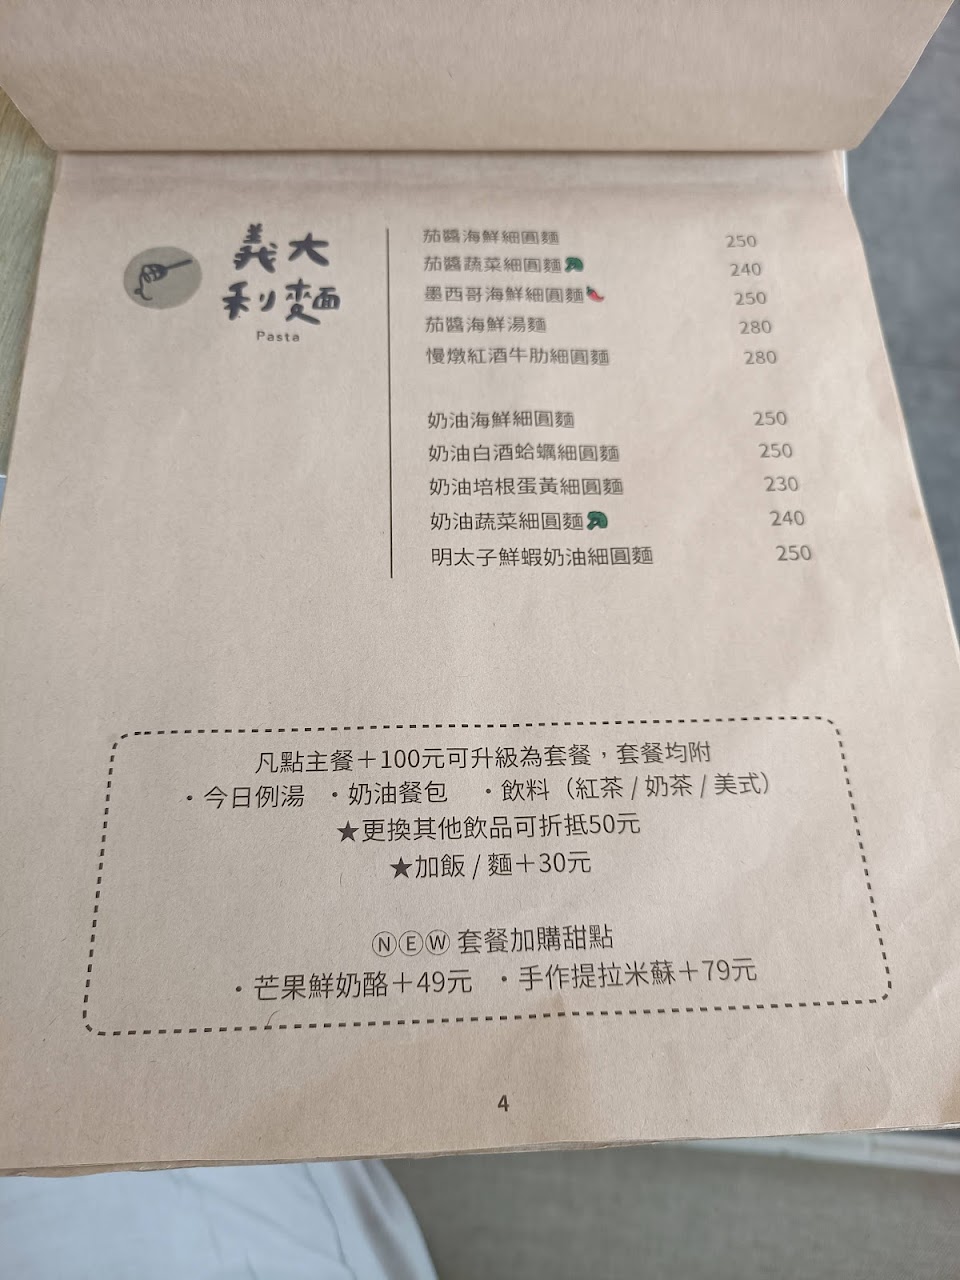 義大
利麵
Pasta
茄醬海鮮細圓麵 250
茄醬蔬菜細圓麵 240
墨西哥海鮮細圓麵 250
茄醬海鮮湯麵 280
慢燉紅酒牛肋細圓麵 280
奶油海鮮細圓麵 250
奶油白酒蛤蠣細圓麵 250
奶油培根蛋黃細圓麵 230
奶油蔬菜細圓麵 240
明太子鮮蝦奶油細圓麵 250
凡點主餐＋100元可升級為套餐，套餐均附
・今日例湯 ・奶油餐包 ・飲料（紅茶 / 奶茶 / 美式）
★更換其他飲品可折抵50元
★加飯 / 麵＋30元
ⓃⒺⓌ 套餐加購甜點
・芒果鮮奶酪＋49元 ・手作提拉米蘇＋79元
4